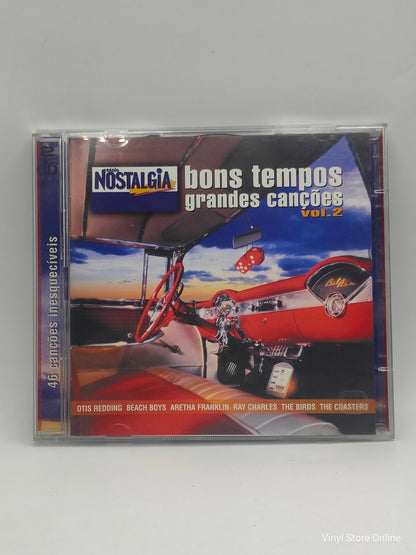 RÁDIO
NOSTALGIA
bons tempos
grandes canções
vol.2
46 canções inesquecíveis
OTIS REDDING BEACH BOYS ARETHA FRANKLIN RAY CHARLES THE BIRDS THE COASTERS
Vinyl Store Online